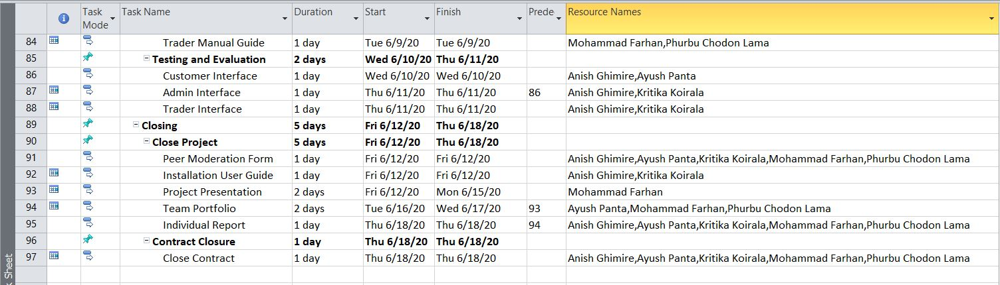 Task Mode Task Name Duration Start Finish Prede Resource Names
84 Trader Manual Guide 1 day Tue 6/9/20 Tue 6/9/20 Mohammad Farhan,Phurbu Chodon Lama
85 Testing and Evaluation 2 days Wed 6/10/20 Thu 6/11/20
86 Customer Interface 1 day Wed 6/10/20 Wed 6/10/20 Anish Ghimire,Ayush Panta
87 Admin Interface 1 day Thu 6/11/20 Thu 6/11/20 86 Anish Ghimire,Kritika Koirala
88 Trader Interface 1 day Thu 6/11/20 Thu 6/11/20 Anish Ghimire,Kritika Koirala
89 Closing 5 days Fri 6/12/20 Thu 6/18/20
90 Close Project 5 days Fri 6/12/20 Thu 6/18/20
91 Peer Moderation Form 1 day Fri 6/12/20 Fri 6/12/20 Anish Ghimire,Ayush Panta,Kritika Koirala,Mohammad Farhan,Phurbu Chodon Lama
92 Installation User Guide 1 day Fri 6/12/20 Fri 6/12/20 Anish Ghimire,Kritika Koirala
93 Project Presentation 2 days Fri 6/12/20 Mon 6/15/20 Mohammad Farhan
94 Team Portfolio 2 days Tue 6/16/20 Wed 6/17/20 93 Ayush Panta,Mohammad Farhan,Phurbu Chodon Lama
95 Individual Report 1 day Thu 6/18/20 Thu 6/18/20 94 Anish Ghimire,Ayush Panta,Kritika Koirala,Mohammad Farhan,Phurbu Chodon Lama
96 Contract Closure 1 day Thu 6/18/20 Thu 6/18/20
97 Close Contract 1 day Thu 6/18/20 Thu 6/18/20 Anish Ghimire,Ayush Panta,Kritika Koirala,Mohammad Farhan,Phurbu Chodon Lama
Sheet